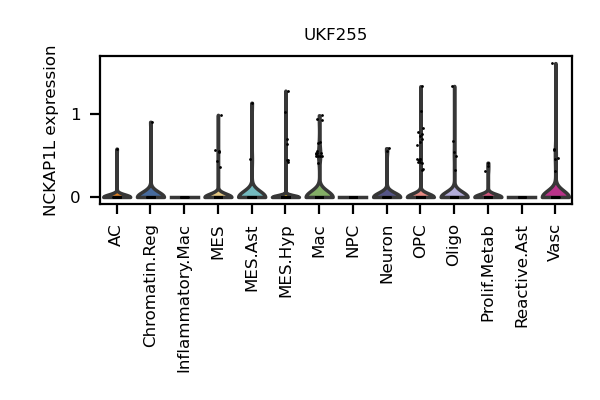 UKF255
NCKAP1L expression
1
0
AC
Chromatin.Reg
Inflammatory.Mac
MES
MES.Ast
MES.Hyp
Mac
NPC
Neuron
OPC
Oligo
Prolif.Metab
Reactive.Ast
Vasc